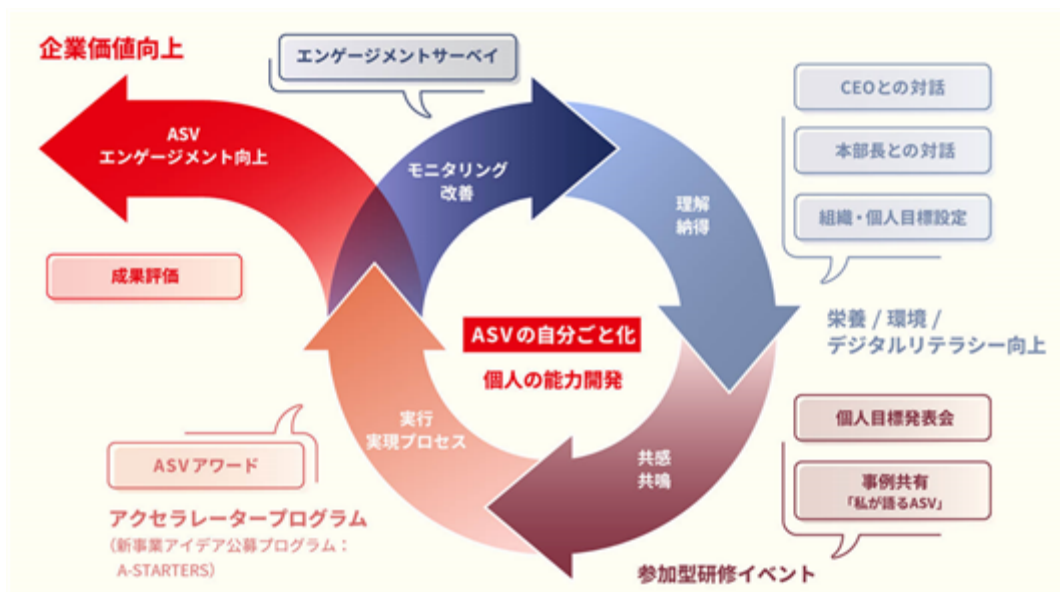 企業価値向上
エンゲージメントサーベイ
ASV
エンゲージメント向上
モニタリング
改善
CEOとの対話
本部長との対話
組織・個人目標設定
理解
納得
成果評価
栄養 / 環境 /
デジタルリテラシー向上
ASVの自分ごと化
個人の能力開発
実行
実現プロセス
共感
共鳴
個人目標発表会
事例共有
「私が語るASV」
ASVアワード
アクセラレータープログラム
（新事業アイデア公募プログラム：
A-STARTERS）
参加型研修イベント